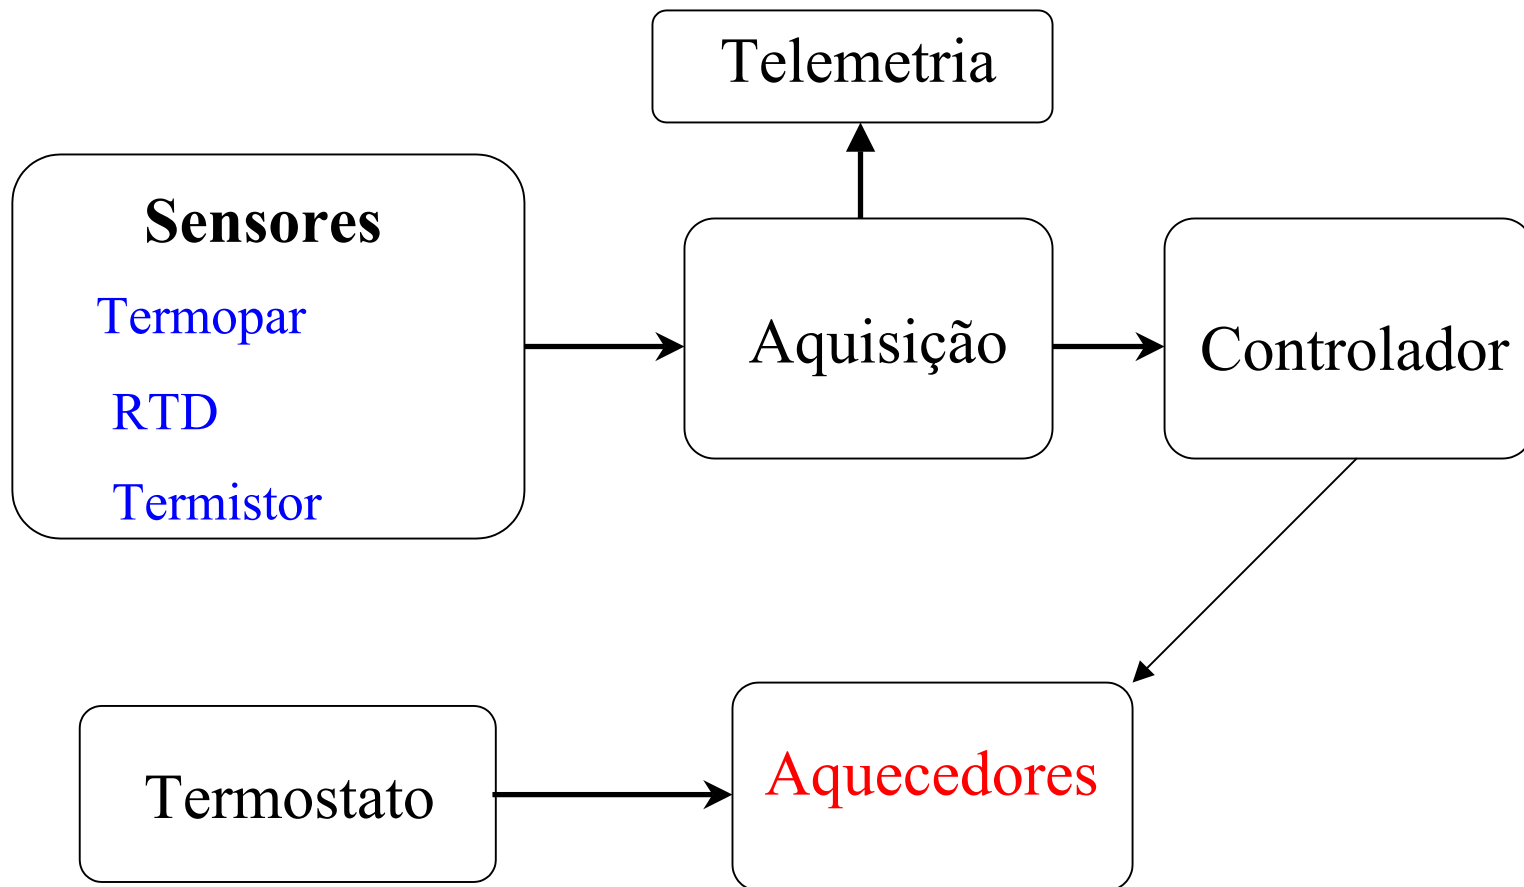 Telemetria
Sensores
Termopar
RTD
Termistor
Aquisição
Controlador
Termostato
Aquecedores